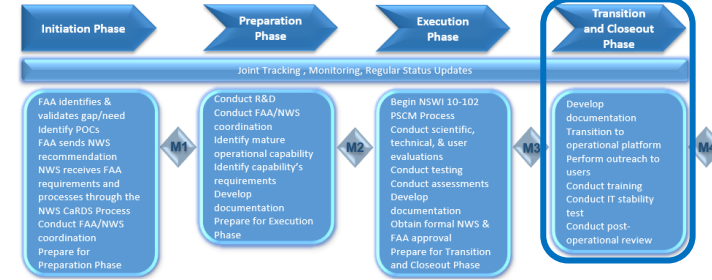 Initiation Phase
Preparation
Phase
Execution
Phase
Transition
and Closeout
Phase
Joint Tracking , Monitoring, Regular Status Updates
FAA identifies &
validates gap/need
Identify POCs
FAA sends NWS
recommendation
NWS receives FAA
requirements and
processes through the
NWS CaRDS Process
Conduct FAA/NWS
coordination
Prepare for
Preparation Phase
M1
Conduct R&D
Conduct FAA/NWS
coordination
Identify mature
operational capability
Identify capability's
requirements
Develop
documentation
Prepare for Execution
Phase
M2
Begin NSWI 10-102
PSCM Process
Conduct scientific,
technical, & user
evaluations
Conduct testing
Conduct assessments
Develop
documentation
Obtain formal NWS &
FAA approval
Prepare for Transition
and Closeout Phase
M3
Develop
documentation
Transition to
operational platform
Perform outreach to
users
Conduct training
Conduct IT stability
test
Conduct post-
operational review
M4